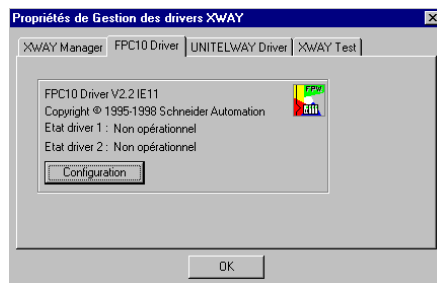 Propriétés de Gestion des drivers XWAY
XWAY Manager FPC10 Driver UNITELWAY Driver XWAY Test
FPC10 Driver V2.2 IE11
FPW
Copyright © 1995-1998 Schneider Automation
Etat driver 1 : Non opérationnel
Etat driver 2 : Non opérationnel
Configuration
OK